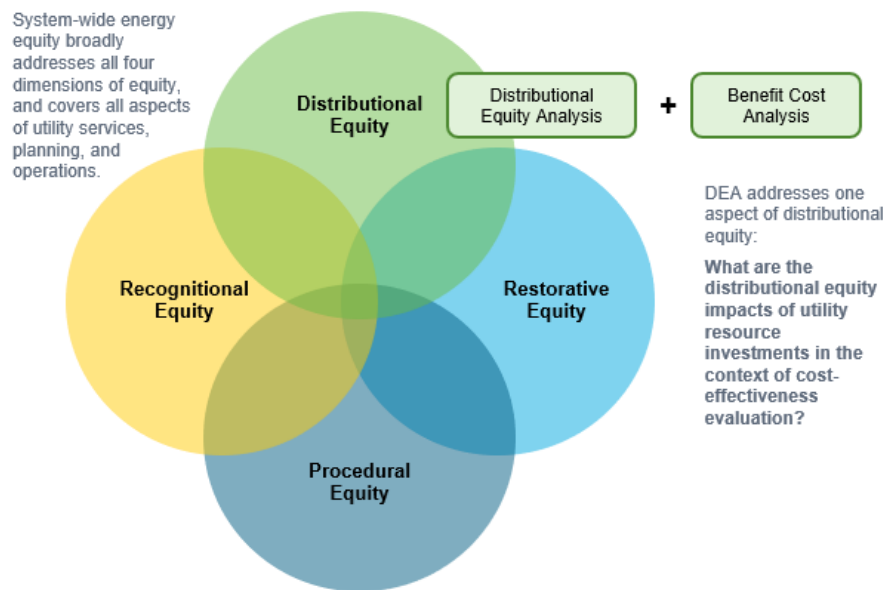 System-wide energy
equity broadly
addresses all four
dimensions of equity,
and covers all aspects
of utility services,
planning, and
operations.
Distributional
Equity
Distributional
Equity Analysis
+
Benefit Cost
Analysis
DEA addresses one
aspect of distributional
equity:
What are the
distributional equity
impacts of utility
resource
investments in the
context of cost-
effectiveness
evaluation?
Recognitional
Equity
Restorative
Equity
Procedural
Equity